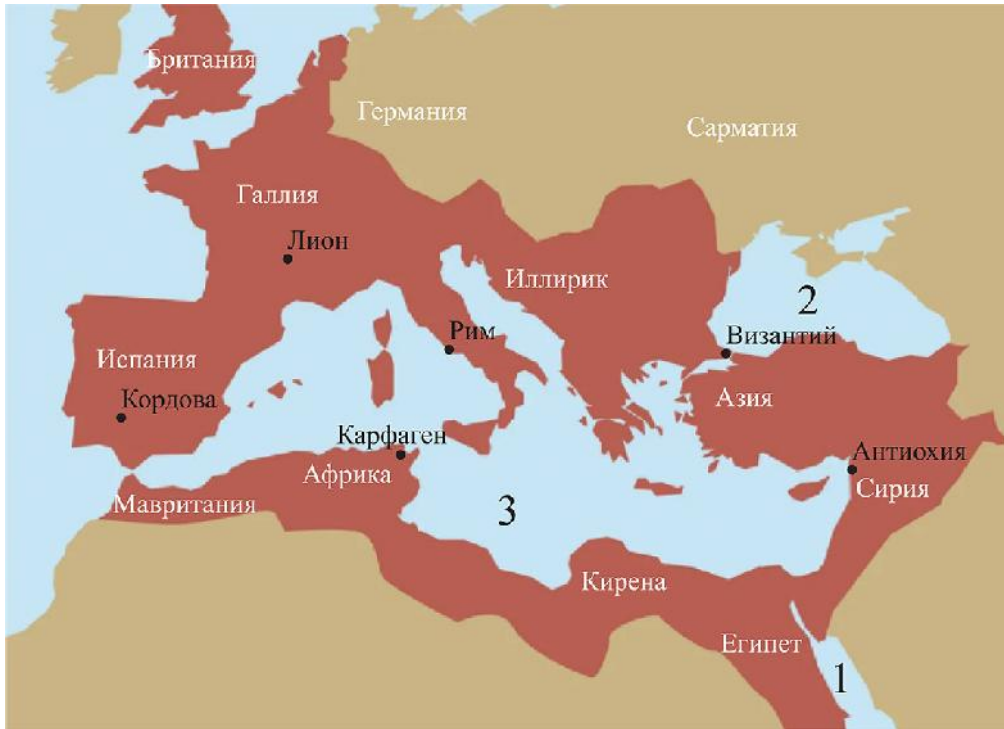 Британия
Германия
Сарматия
Галлия
Лион
Иллирик
2
Рим
Византий
Испания
Кордова
Азия
Карфаген
Африка
Антиохия
Сирия
Мавритания
3
Кирена
Египет
1